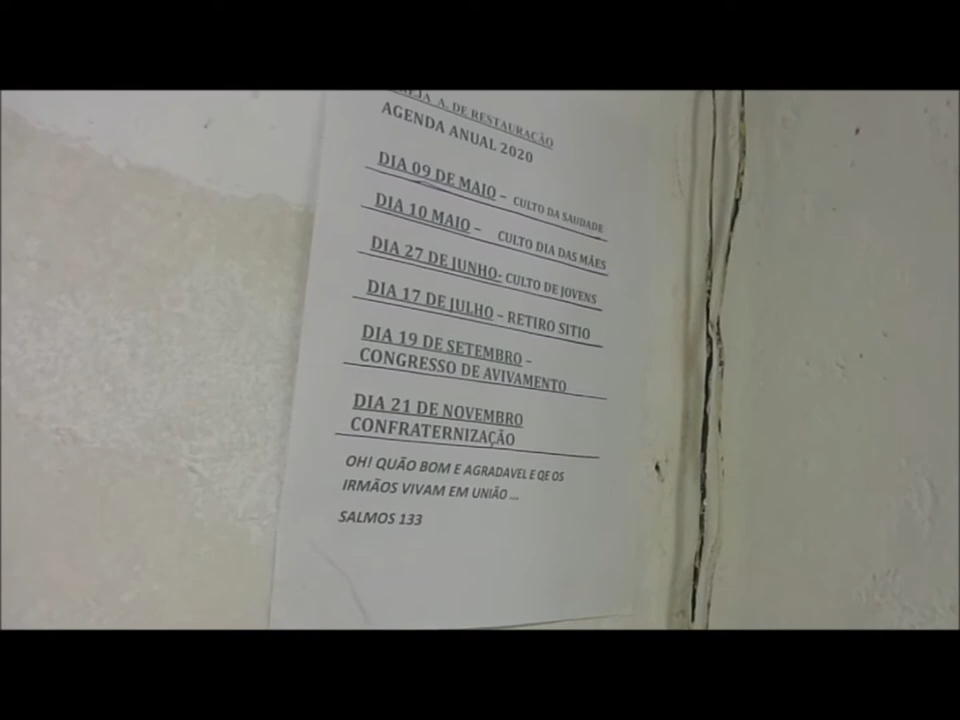 A. DE RESTAURACÃO
AGENDA ANUAL 2020
DIA 09 DE MAIO – CULTO DA SAUDADE
DIA 10 MAIO – CULTO DIA DAS MÃES
DIA 27 DE JUNHO- CULTO DE JOVENS
DIA 17 DE JULHO – RETIRO SITIO
DIA 19 DE SETEMBRO –
CONGRESSO DE AVIVAMENTO
DIA 21 DE NOVEMBRO
CONFRATERNIZAÇÃO
OH! QUÃO BOM E AGRADAVEL E QE OS
IRMÃOS VIVAM EM UNIÃO ...
SALMOS 133